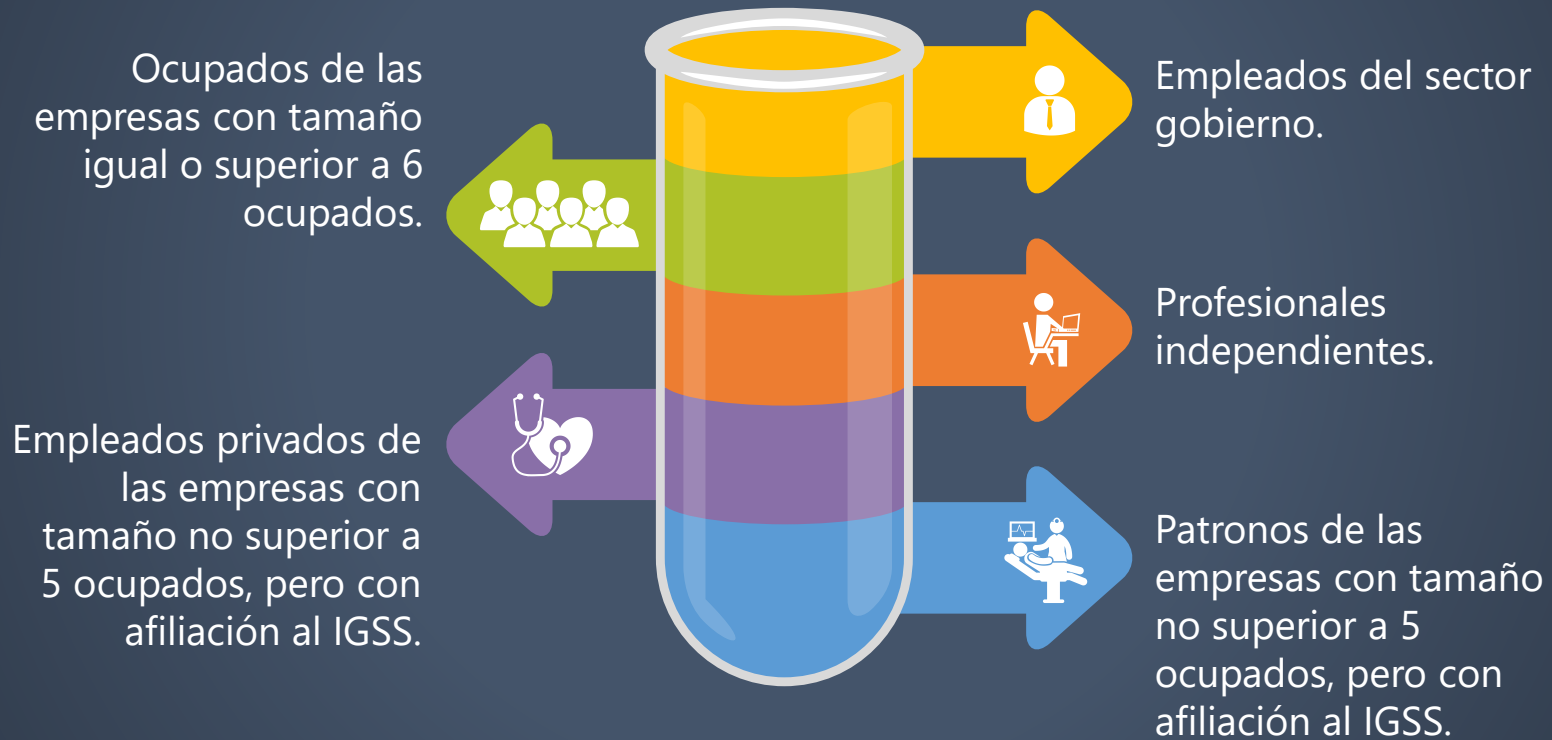 Ocupados de las
empresas con tamaño
igual o superior a 6
ocupados.
Empleados del sector
gobierno.
Profesionales
independientes.
Empleados privados de
las empresas con
tamaño no superior a
5 ocupados, pero con
afiliación al IGSS.
Patronos de las
empresas con tamaño
no superior a 5
ocupados, pero con
afiliación al IGSS.